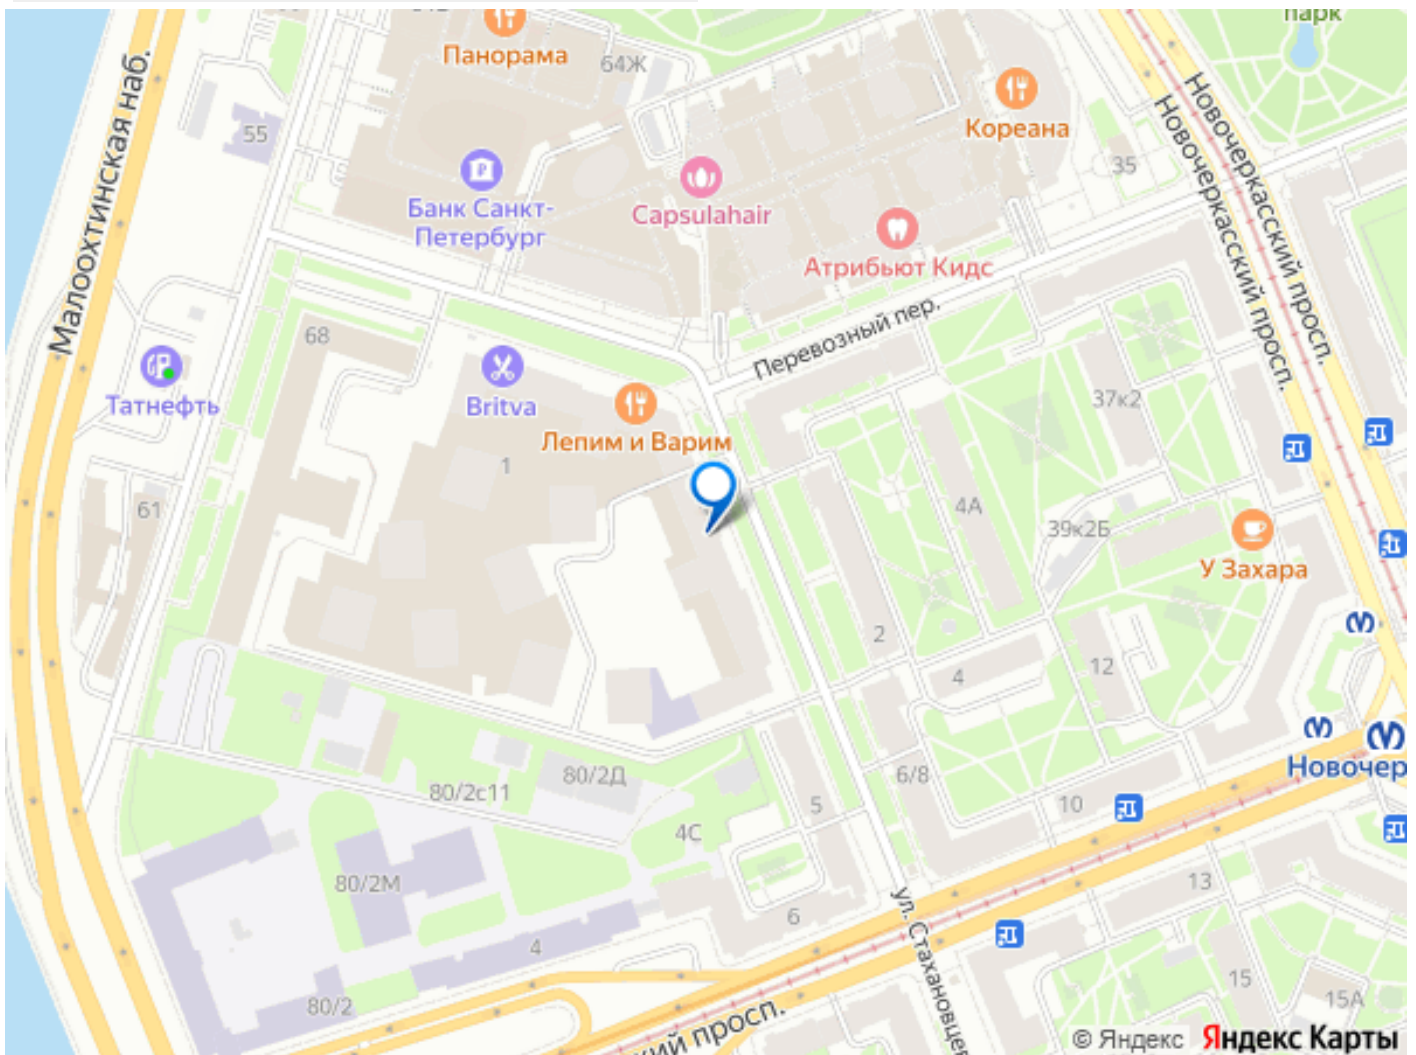 парк
Панорама
64Ж
Малоохтинская наб.
55
Кореана
Новочеркасский просп.
Новочеркасский просп.
35
Банк Санкт-
Петербург
Capsulahair
Атрибьют Кидс
68
Перевозный пер.
Татнефть
Britva
Лепим и Варим
37к2
1
61
4А
39к2Б
У Захара
2
4
12
Новочер
80/2с11
80/2Д
6/8
5
10
4С
80/2М
13
6
4
ул. Стахановцев
80/2
15
15А
кий просп.
© Яндекс Яндекс Карты